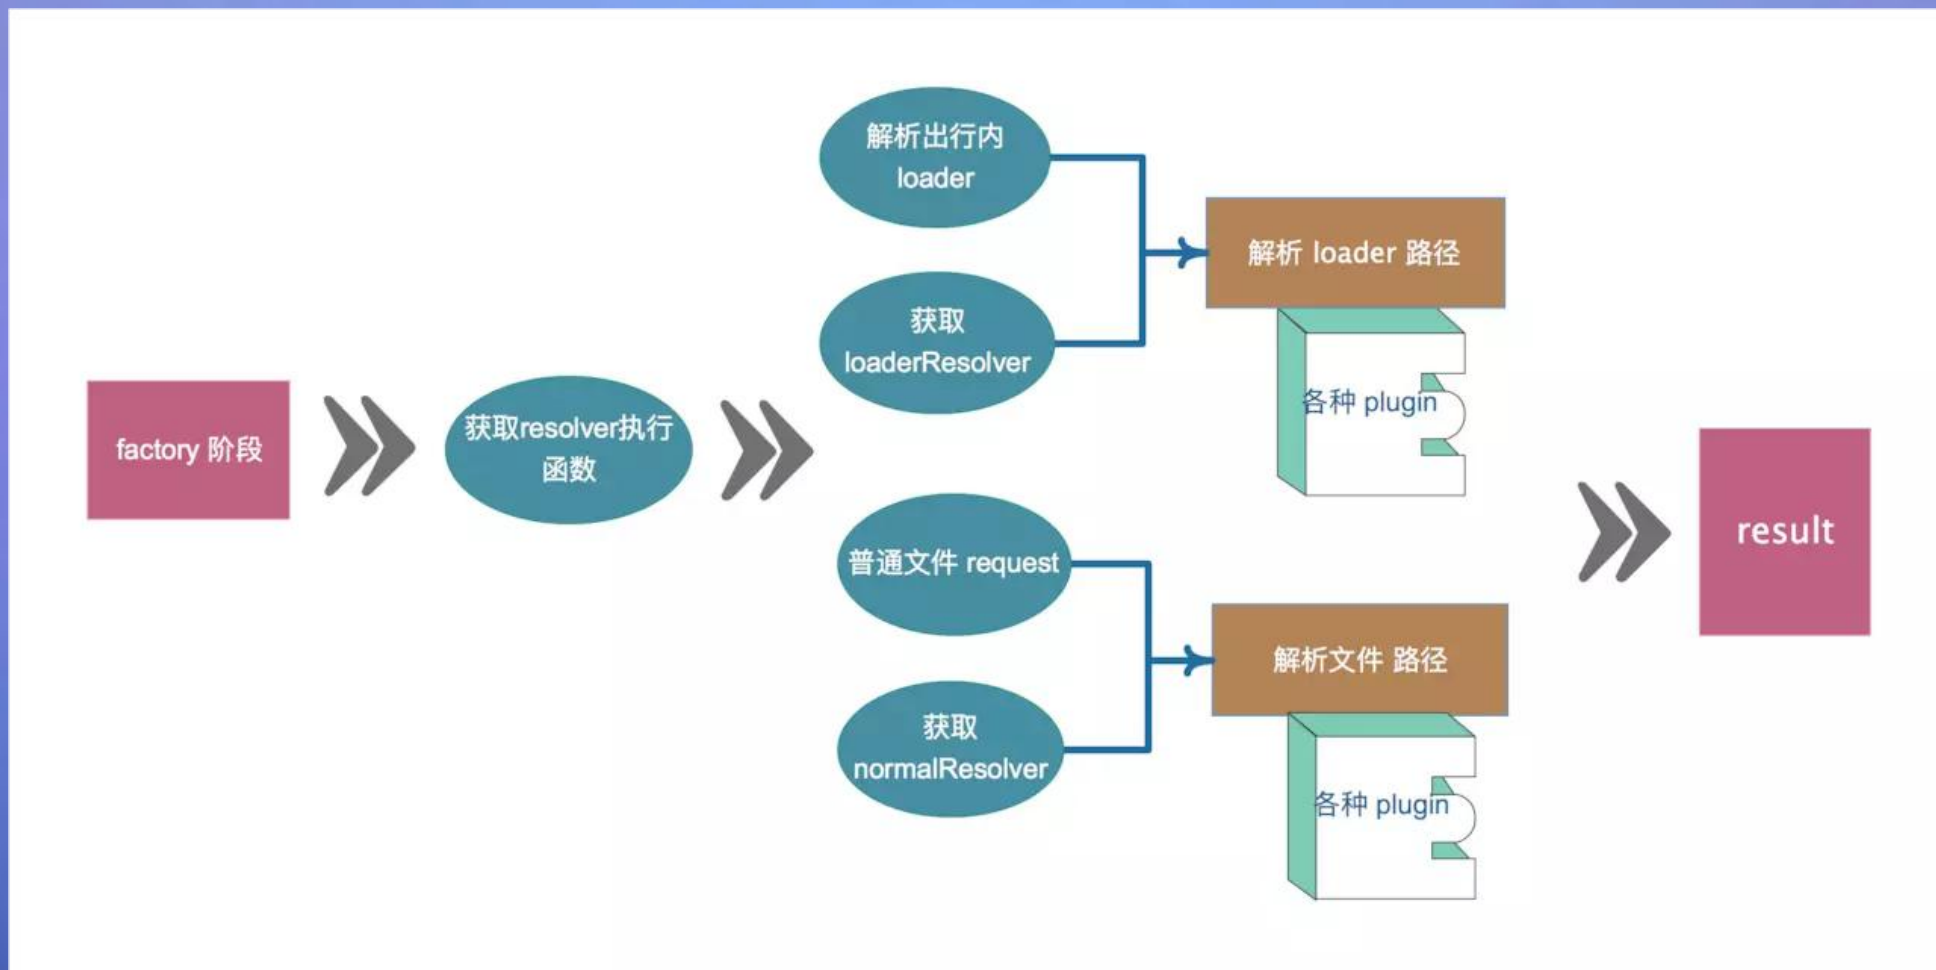 factory 阶段
获取resolver执行
函数
解析出行内
loader
获取
loaderResolver
解析 loader 路径
各种 plugin
普通文件 request
获取
normalResolver
解析文件 路径
各种 plugin
result